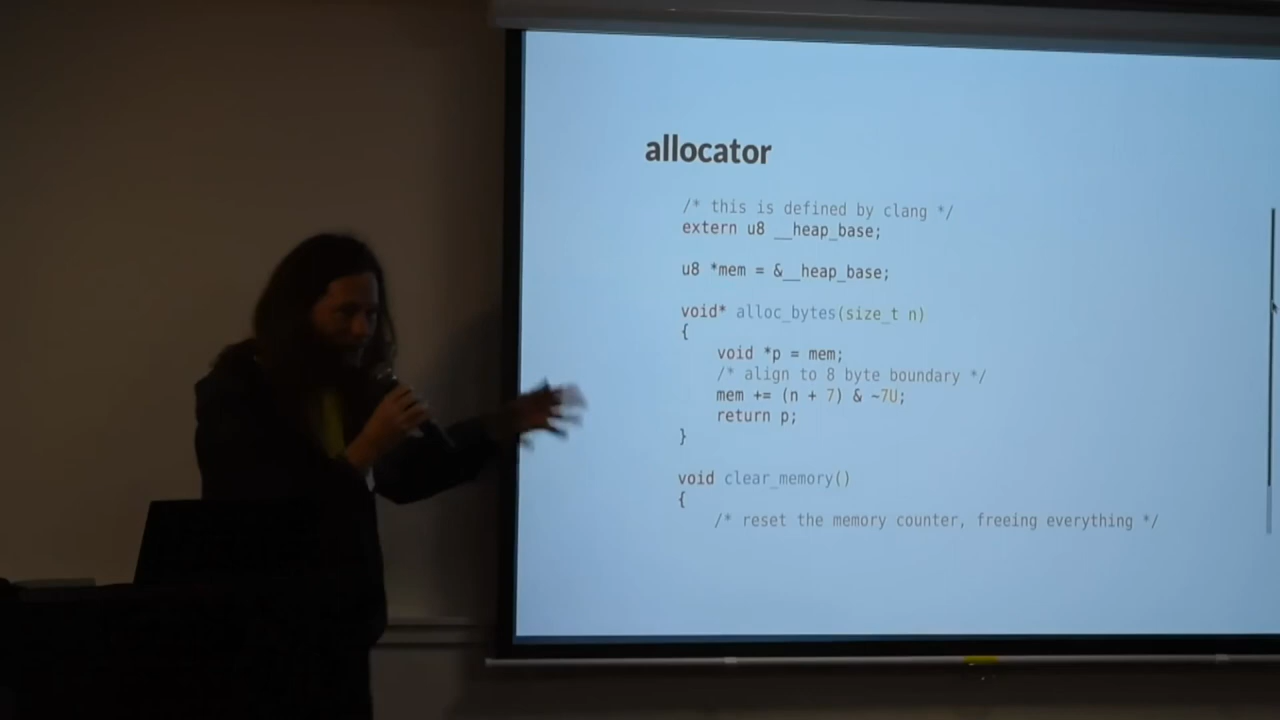 allocator
/* this is defined by clang */
extern u8 __heap_base;
u8 *mem = &__heap_base;
void* alloc_bytes(size_t n)
{
void *p = mem;
/* align to 8 byte boundary */
mem += (n + 7) & ~7U;
return p;
}
void clear_memory()
{
/* reset the memory counter, freeing everything */